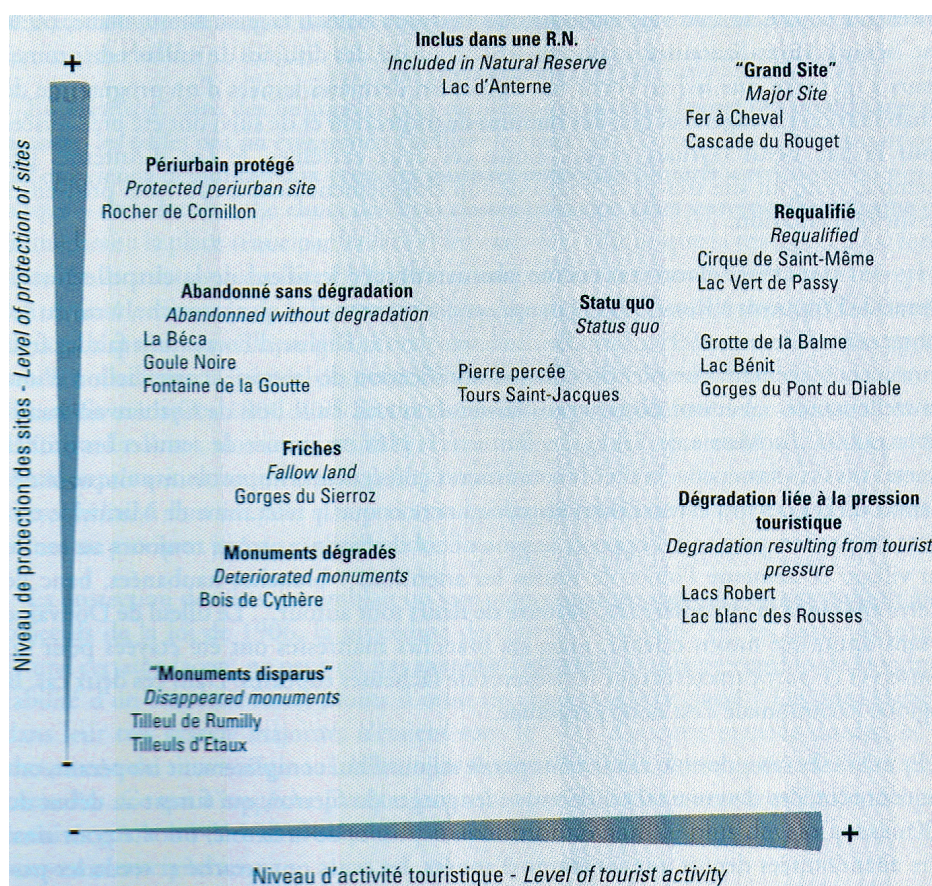 Inclus dans une R.N.
Included in Natural Reserve
Lac d'Anterne
"Grand Site"
Major Site
Fer à Cheval
Cascade du Rouget
Périurbain protégé
Protected periurban site
Rocher de Cornillon
Requalifié
Requalified
Cirque de Saint-Même
Lac Vert de Passy
Abandonné sans dégradation
Abandonned without degradation
La Béca
Goule Noire
Fontaine de la Goutte
Statu quo
Status quo
Pierre percée
Tours Saint-Jacques
Grotte de la Balme
Lac Bénit
Gorges du Pont du Diable
Friches
Fallow land
Gorges du Sierroz
Dégradation liée à la pression
touristique
Degradation resulting from tourist
pressure
Lacs Robert
Lac blanc des Rousses
Monuments dégradés
Deteriorated monuments
Bois de Cythère
"Monuments disparus"
Disappeared monuments
Tilleul de Rumilly
Tilleuls d'Etaux
Niveau de protection des sites - Level of protection of sites
+
-
-
+
Niveau d'activité touristique - Level of tourist activity